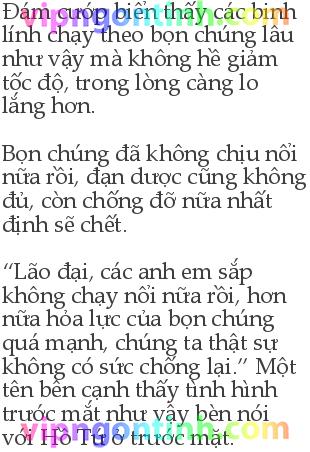 Đám cướp biển thấy các binh
lính chạy theo bọn chúng lâu
như vậy mà không hề giảm
tốc độ, trong lòng càng lo
lắng hơn.
Bọn chúng đã không chịu nổi
nữa rồi, đạn dược cũng không
đủ, còn chống đỡ nữa nhất
định sẽ chết.
“Lão đại, các anh em sắp
không chạy nổi nữa rồi, hơn
nữa hỏa lực của bọn chúng
quá mạnh, chúng ta thật sự
không có sức chống lại.” Một
tên bên cạnh thấy tình hình
trước mắt như vậy bèn nói
với Hồ Tử ở trước mặt.
vipngontinh.com
vipngontinh.com